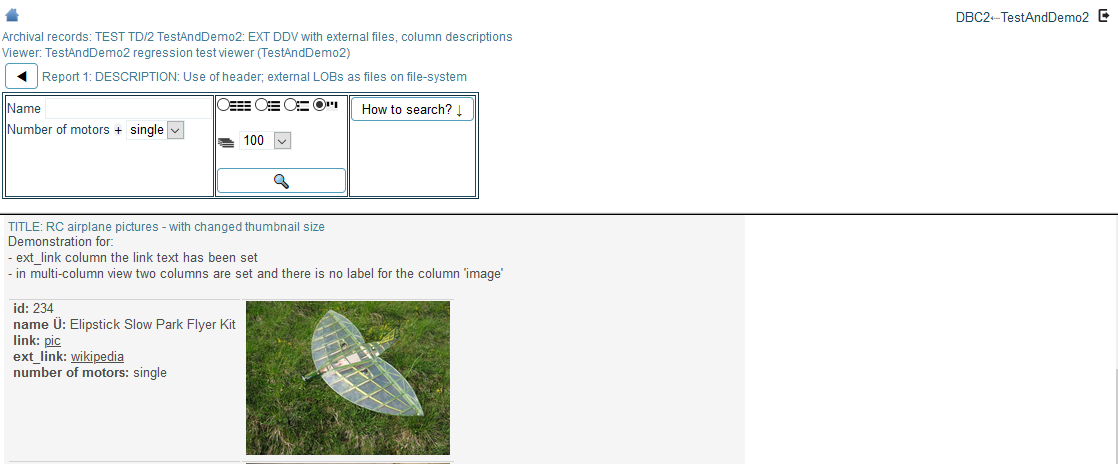 DBC2←TestAndDemo2
Archival records: TEST TD/2 TestAndDemo2: EXT DDV with external files, column descriptions
Viewer: TestAndDemo2 regression test viewer (TestAndDemo2)
Report 1: DESCRIPTION: Use of header; external LOBs as files on file-system
Name
How to search? ↓
Number of motors + single
100
TITLE: RC airplane pictures - with changed thumbnail size
Demonstration for:
- ext_link column the link text has been set
- in multi-column view two columns are set and there is no label for the column 'image'
id: 234
name Ü: Elipstick Slow Park Flyer Kit
link: pic
ext_link: wikipedia
number of motors: single